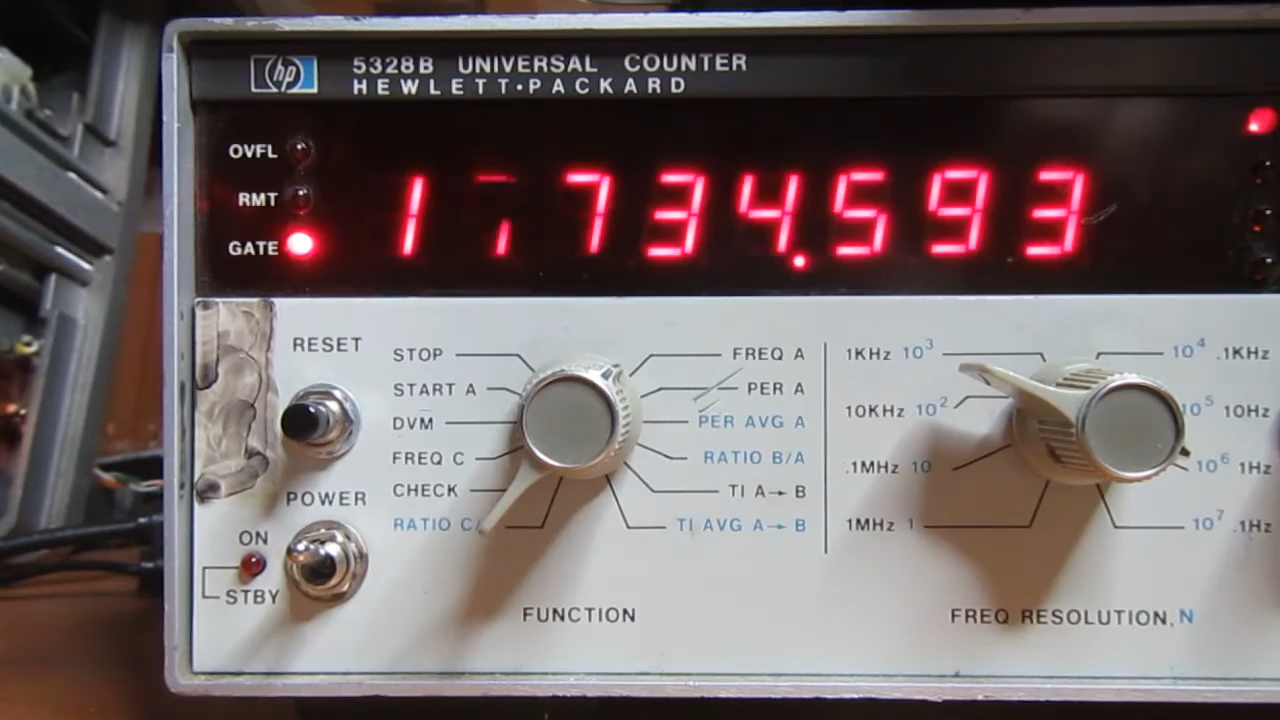 hp 5328B UNIVERSAL COUNTER
HEWLETT•PACKARD
OVFL
RMT
GATE
1 734.593
RESET
POWER
ON
STBY
STOP
START A
DVM
FREQ C
CHECK
RATIO C/
FREQ A
PER A
PER AVG A
RATIO B/A
TI A→B
TI AVG A→B
FUNCTION
1KHz 10³
10KHz 10²
.1MHz 10
1MHz 1
10⁴ .1KHz
10⁵ 10Hz
10⁶ 1Hz
10⁷ .1Hz
FREQ RESOLUTION, N